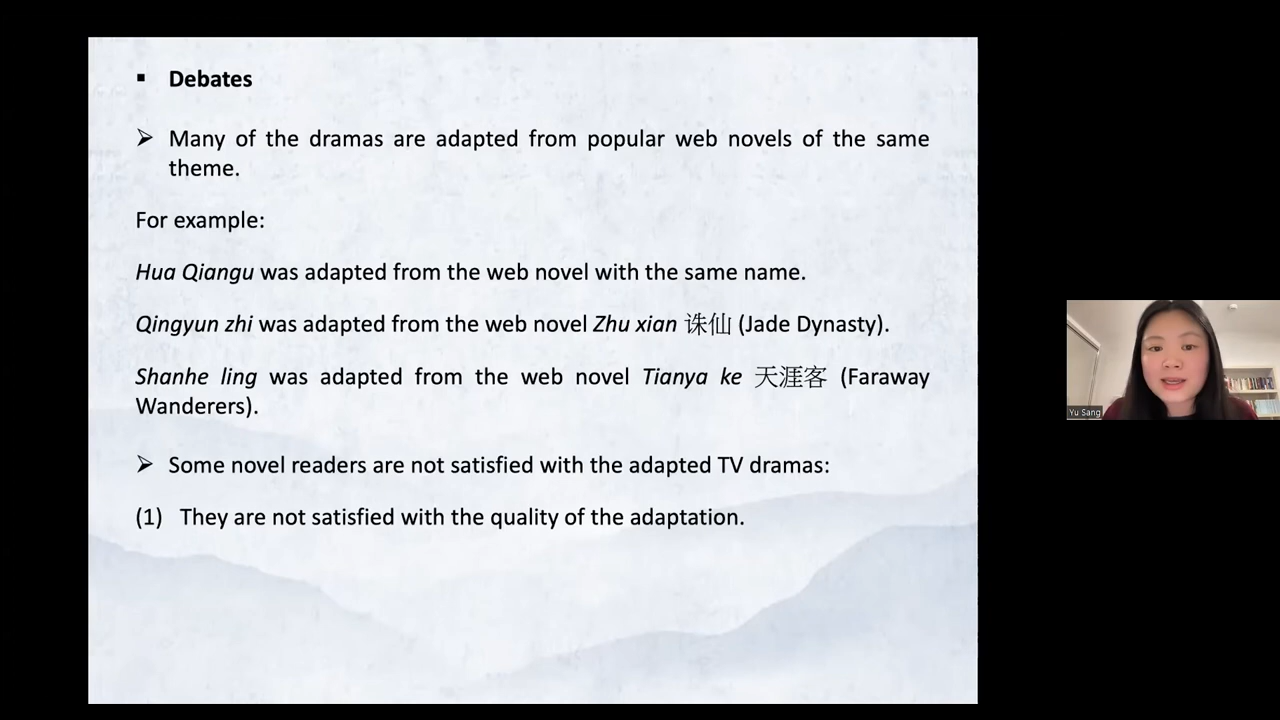 ▪ Debates
➢ Many of the dramas are adapted from popular web novels of the same
theme.
For example:
Hua Qiangu was adapted from the web novel with the same name.
Qingyun zhi was adapted from the web novel Zhu xian 诛仙 (Jade Dynasty).
Shanhe ling was adapted from the web novel Tianya ke 天涯客 (Faraway
Wanderers).
➢ Some novel readers are not satisfied with the adapted TV dramas:
(1) They are not satisfied with the quality of the adaptation.
Yu Sang